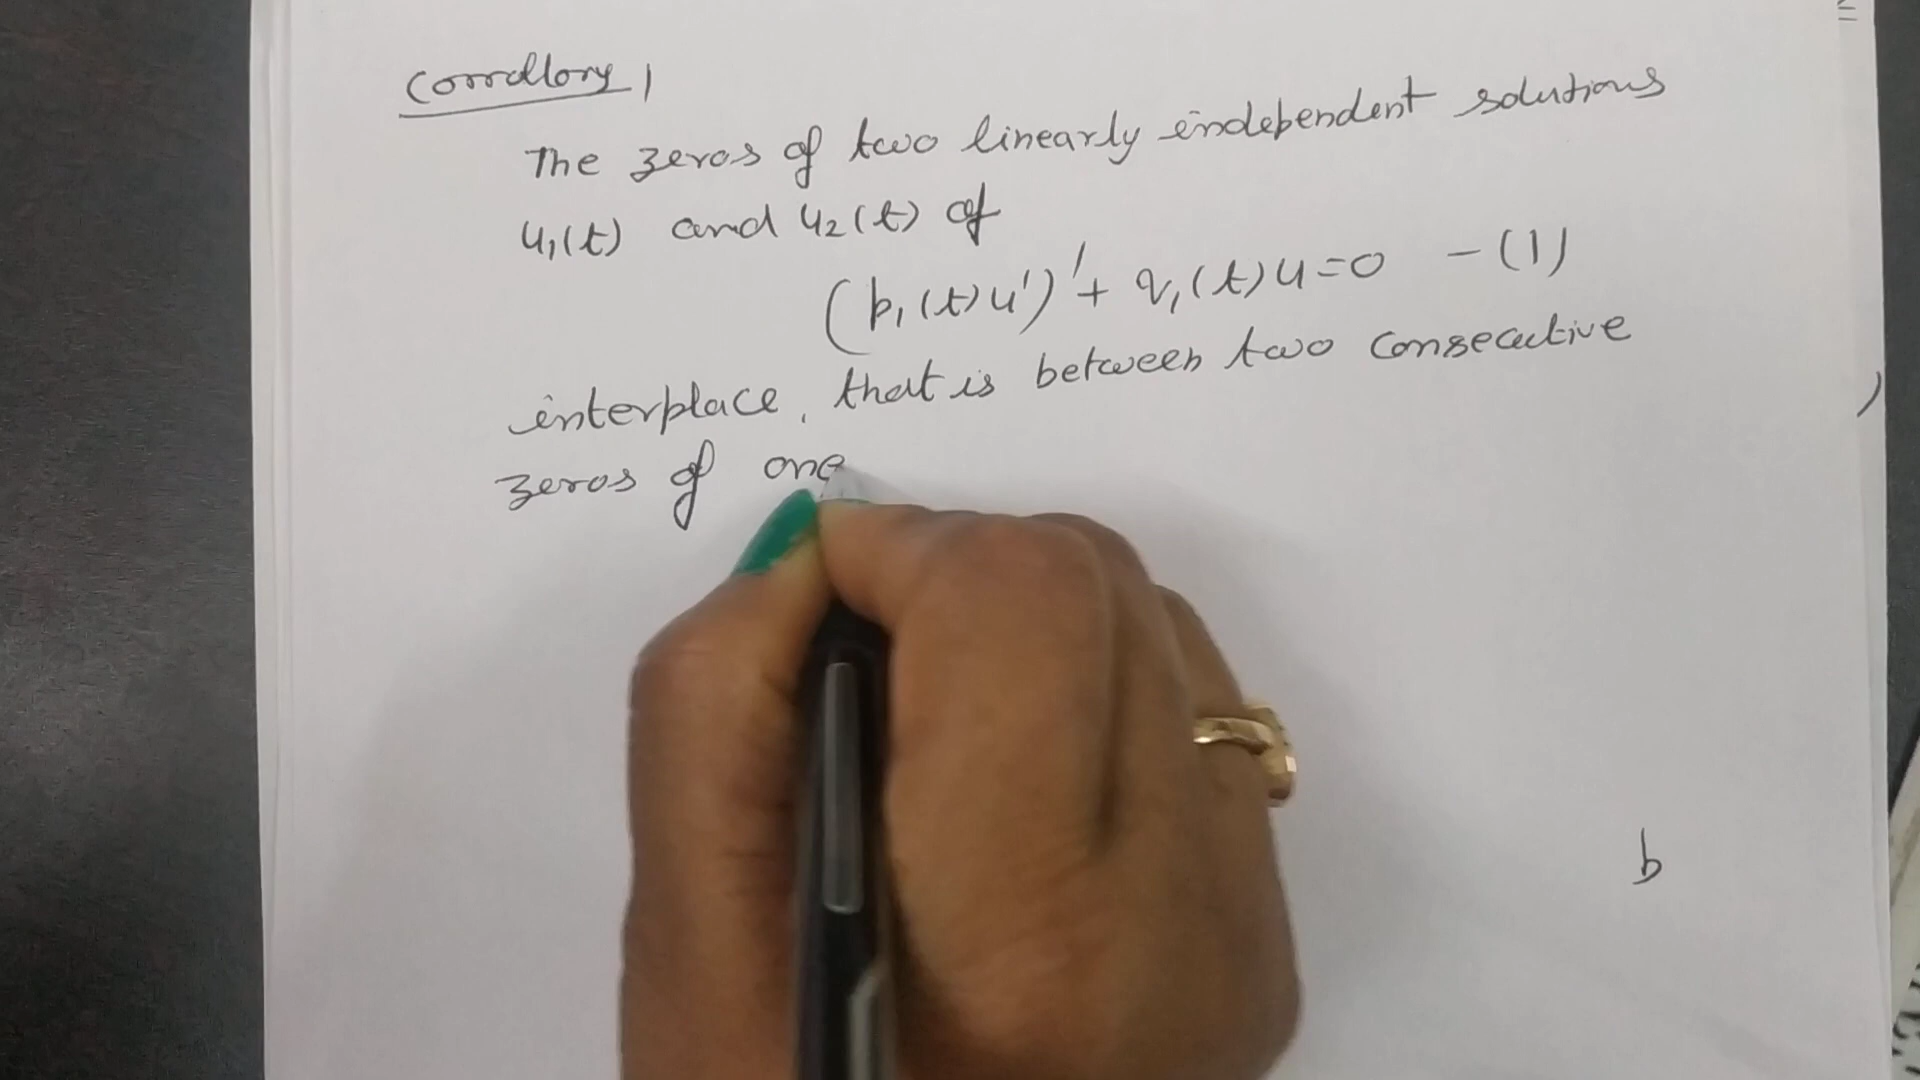 Corrollory 1
The zeros of two linearly independent solutions
u₁(t) and u₂(t) of
(p₁(t)u')' + q₁(t)u=0 -(1)
interplace, that is between two consecutive
zeros of one
b